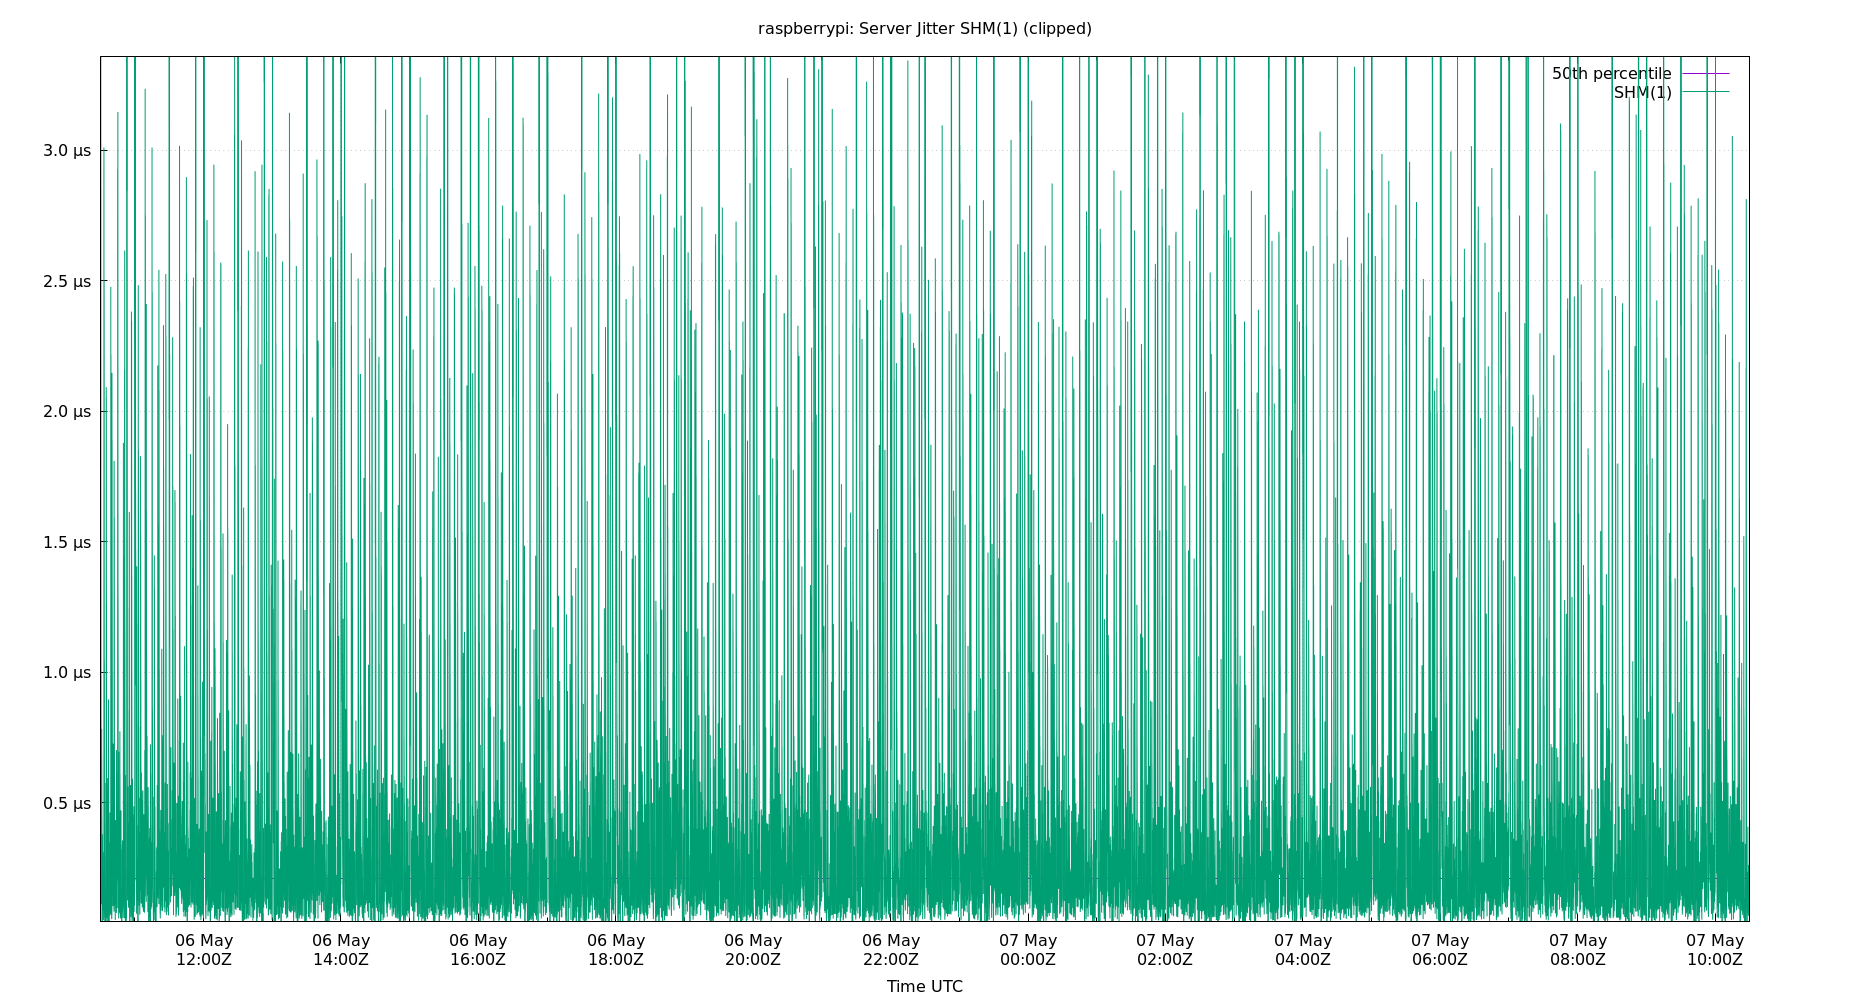 raspberrypi: Server Jitter SHM(1) (clipped)
50th percentile
SHM(1)
3.0 µs
2.5 µs
2.0 µs
1.5 µs
1.0 µs
0.5 µs
06 May 06 May 06 May 06 May 06 May 06 May 07 May 07 May 07 May 07 May 07 May 07 May
12:00Z 14:00Z 16:00Z 18:00Z 20:00Z 22:00Z 00:00Z 02:00Z 04:00Z 06:00Z 08:00Z 10:00Z
Time UTC